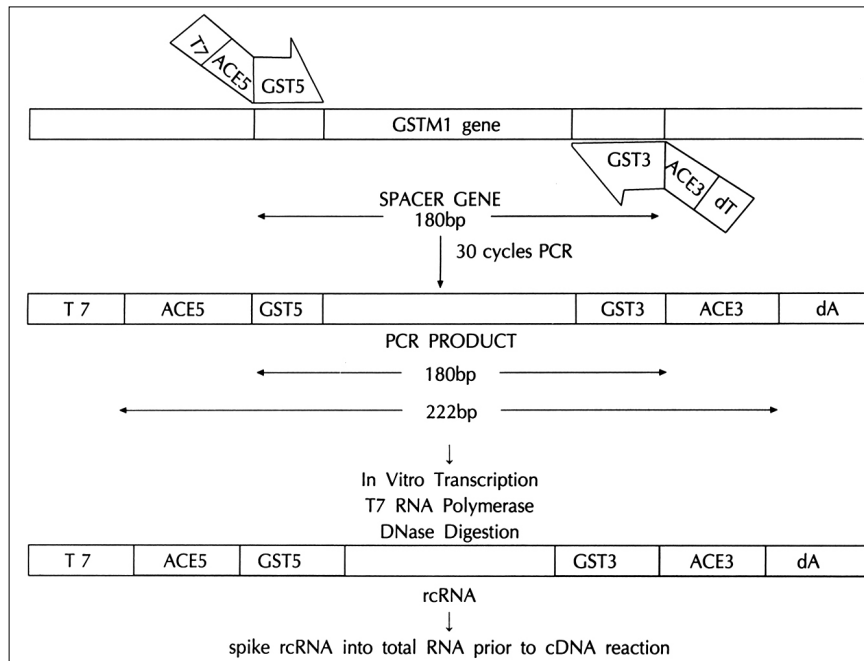 T7 ACE5 GST5
GSTM1 gene
GST3 ACE3 dT
SPACER GENE
180bp
30 cycles PCR
T 7 ACE5 GST5 GST3 ACE3 dA
PCR PRODUCT
180bp
222bp
In Vitro Transcription
T7 RNA Polymerase
DNase Digestion
T 7 ACE5 GST5 GST3 ACE3 dA
rcRNA
spike rcRNA into total RNA prior to cDNA reaction